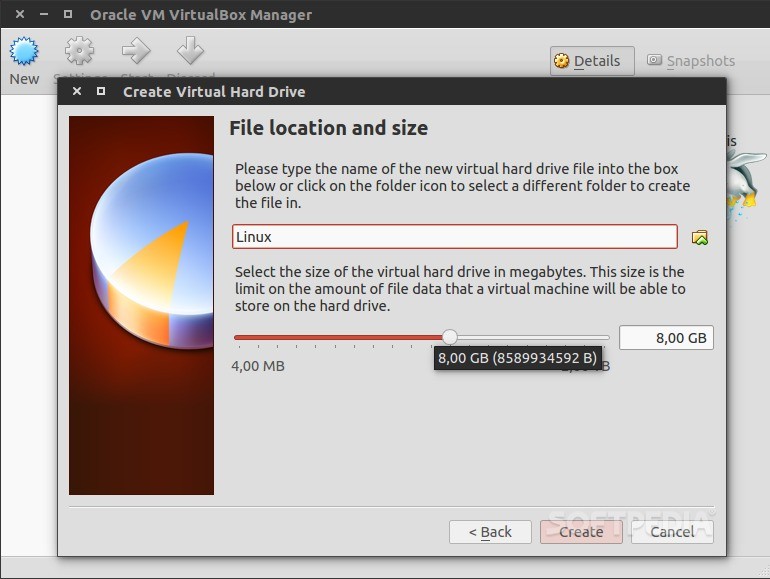 Oracle VM VirtualBox Manager
New
Details
Snapshots
is
Create Virtual Hard Drive
File location and size
Please type the name of the new virtual hard drive file into the box
below or click on the folder icon to select a different folder to create
the file in.
Linux
Select the size of the virtual hard drive in megabytes. This size is the
limit on the amount of file data that a virtual machine will be able to
store on the hard drive.
8,00 GB
8,00 GB (8589934592 B)
4,00 MB
< Back
Create
Cancel
SOFTPEDIA